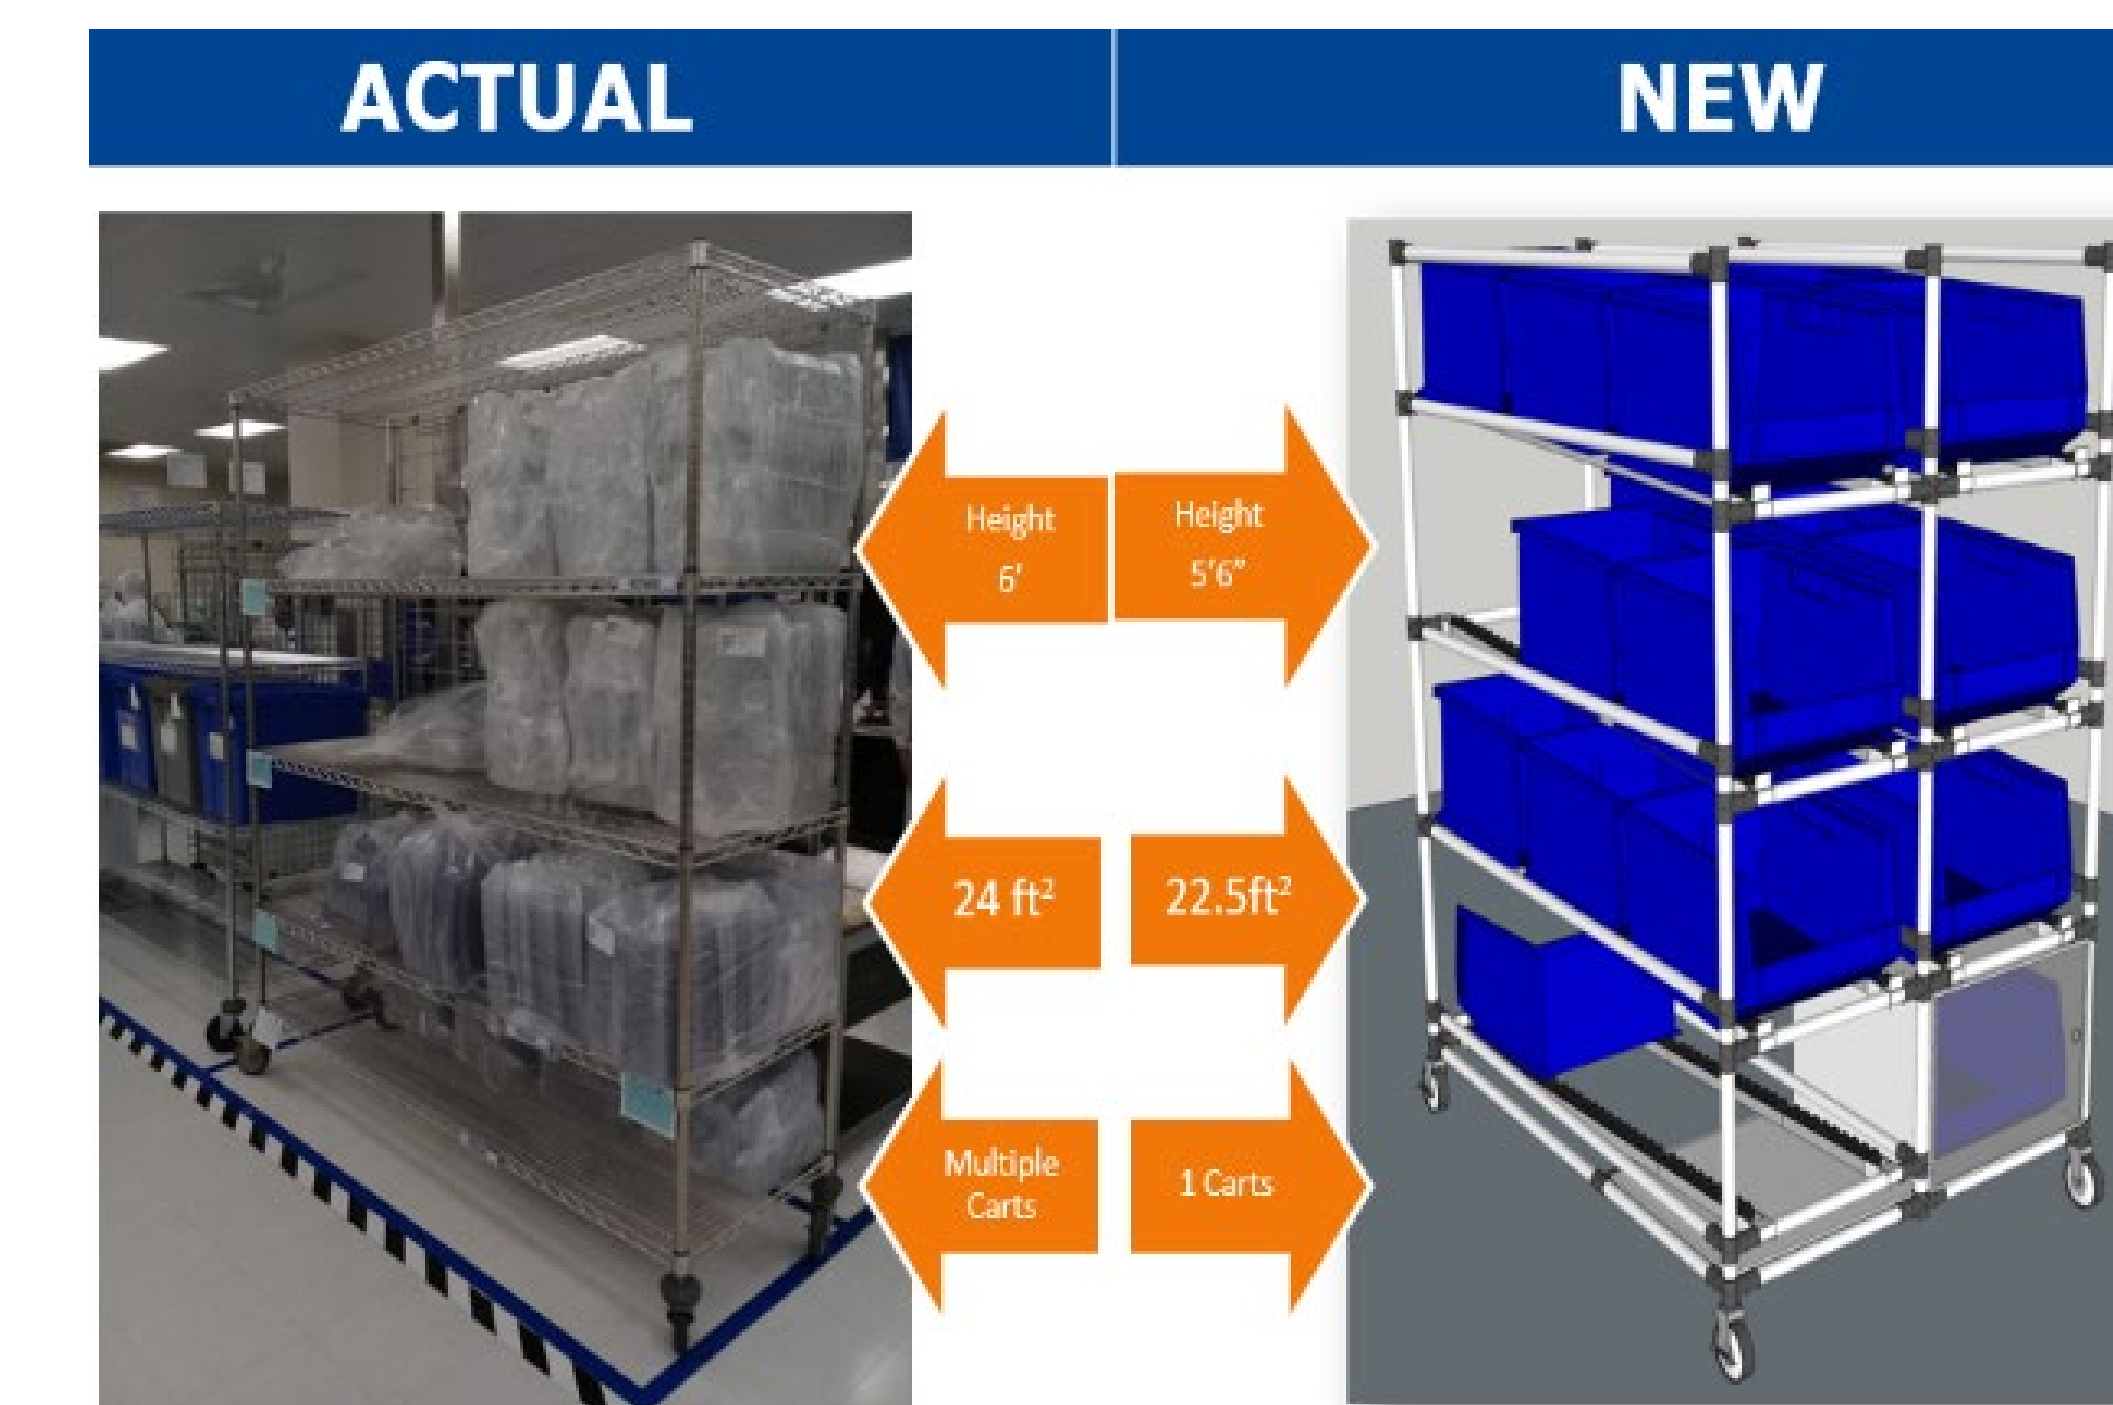 ACTUAL
NEW
Height
6'
Height
5'6”
24 ft²
22.5ft²
Multiple
Carts
1 Carts